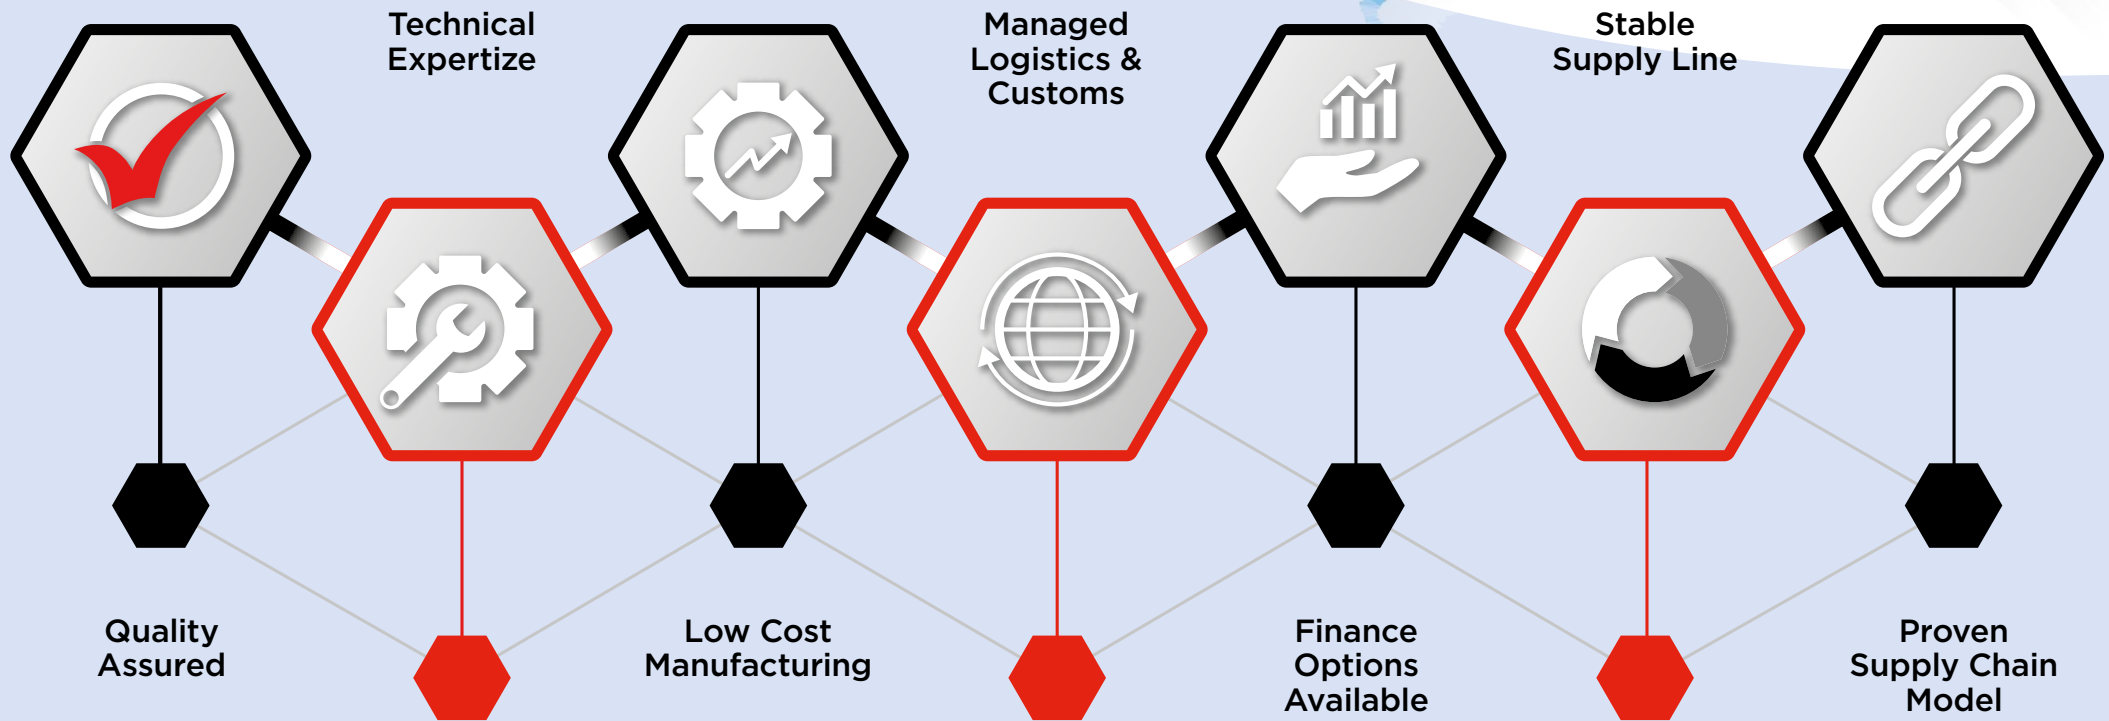 Technical
Expertize
Managed
Logistics &
Customs
Stable
Supply Line
Quality
Assured
Low Cost
Manufacturing
Finance
Options
Available
Proven
Supply Chain
Model